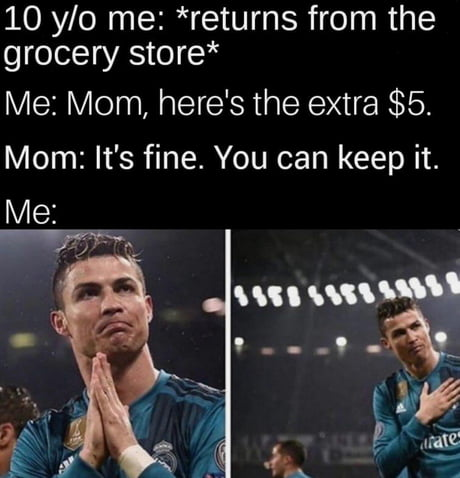 10 y/o me: *returns from the
grocery store*
Me: Mom, here's the extra $5.
Mom: It's fine. You can keep it.
Me: